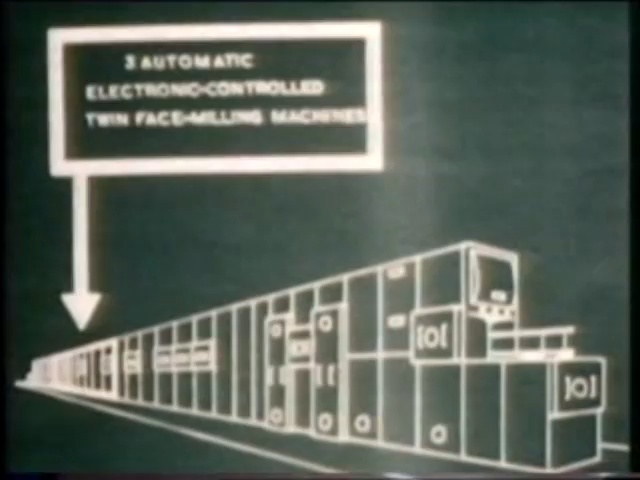 3 AUTOMATIC
ELECTRONIC-CONTROLLED
TWIN FACE-MILLING MACHINES